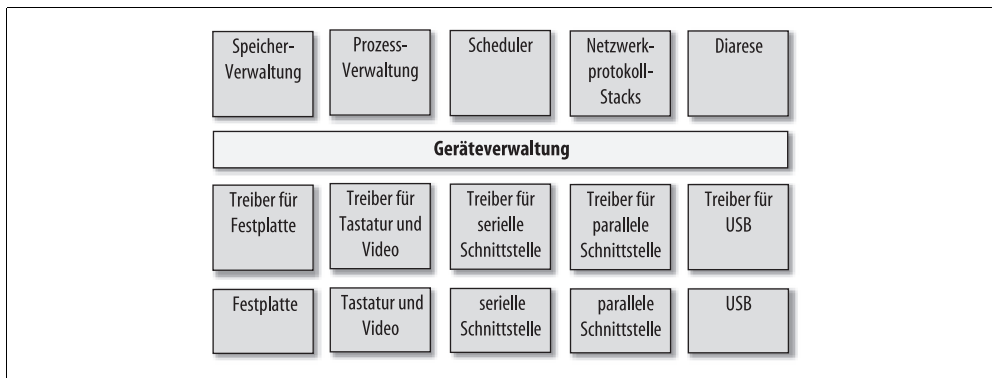 Speicher-
Verwaltung
Prozess-
Verwaltung
Scheduler
Netzwerk-
protokoll-
Stacks
Diarese
Geräteverwaltung
Treiber für
Festplatte
Treiber für
Tastatur und
Video
Treiber für
serielle
Schnittstelle
Treiber für
parallele
Schnittstelle
Treiber für
USB
Festplatte
Tastatur und
Video
serielle
Schnittstelle
parallele
Schnittstelle
USB